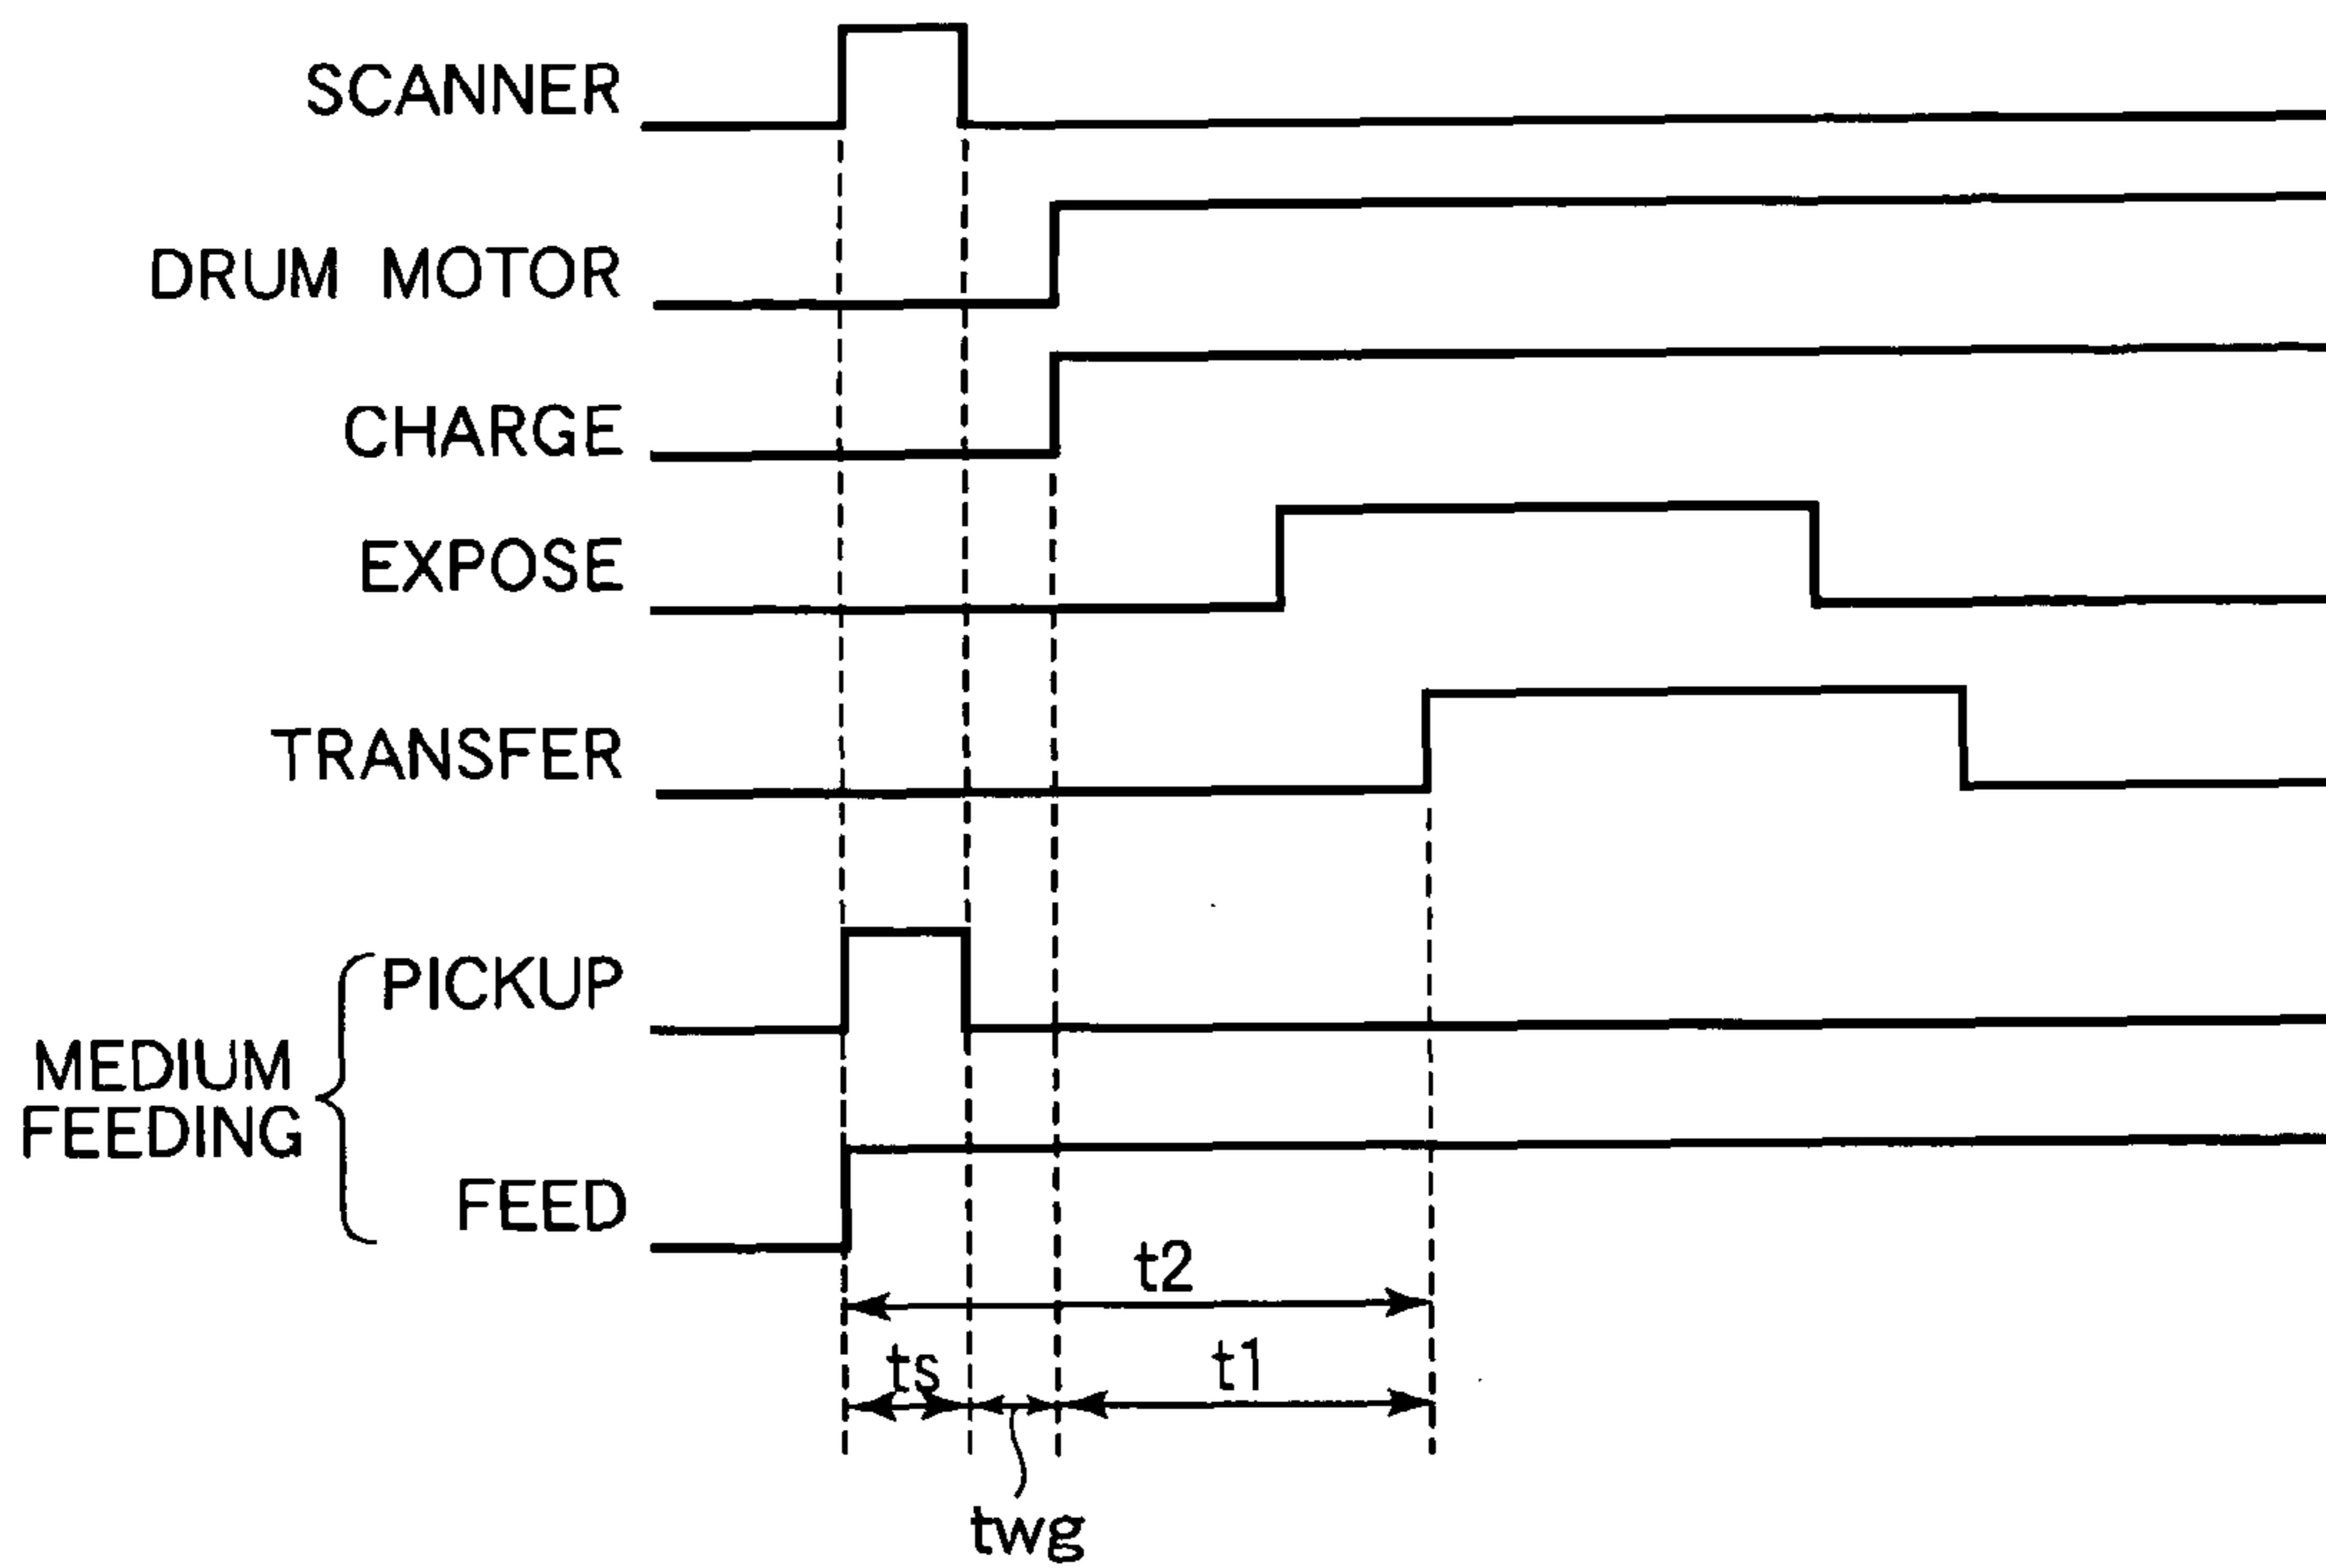 SCANNER
DRUM MOTOR
CHARGE
EXPOSE
TRANSFER
PICKUP
MEDIUM
FEEDING
FEED
t2
ts
t1
twg